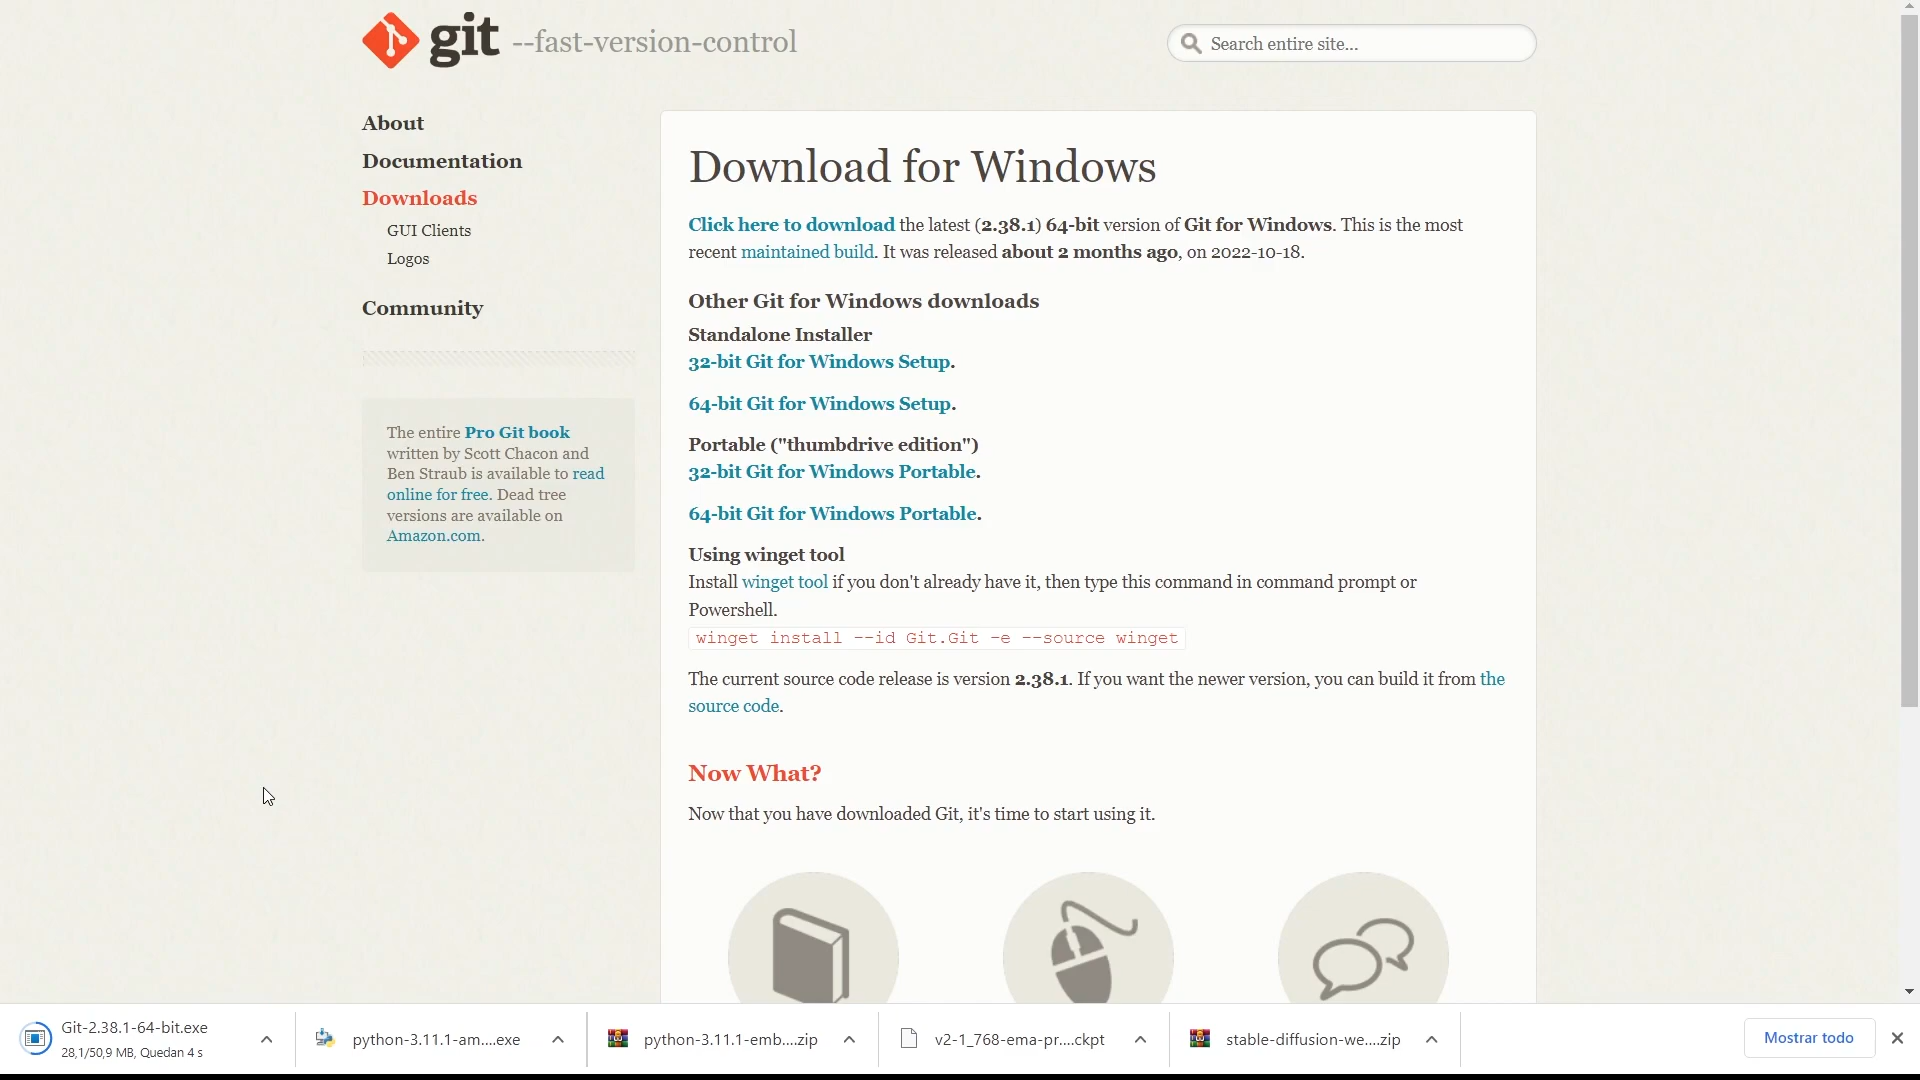 git --fast-version-control
Search entire site...
About
Documentation
Downloads
GUI Clients
Logos
Community
The entire Pro Git book
written by Scott Chacon and
Ben Straub is available to read
online for free. Dead tree
versions are available on
Amazon.com.
Download for Windows
Click here to download the latest (2.38.1) 64-bit version of Git for Windows. This is the most
recent maintained build. It was released about 2 months ago, on 2022-10-18.
Other Git for Windows downloads
Standalone Installer
32-bit Git for Windows Setup.
64-bit Git for Windows Setup.
Portable ("thumbdrive edition")
32-bit Git for Windows Portable.
64-bit Git for Windows Portable.
Using winget tool
Install winget tool if you don't already have it, then type this command in command prompt or
Powershell.
winget install --id Git.Git -e --source winget
The current source code release is version 2.38.1. If you want the newer version, you can build it from the
source code.
Now What?
Now that you have downloaded Git, it's time to start using it.
Git-2.38.1-64-bit.exe
28,1/50,9 MB, Quedan 4 s
python-3.11.1-am....exe
python-3.11.1-emb....zip
v2-1_768-ema-pr....ckpt
stable-diffusion-we....zip
Mostrar todo